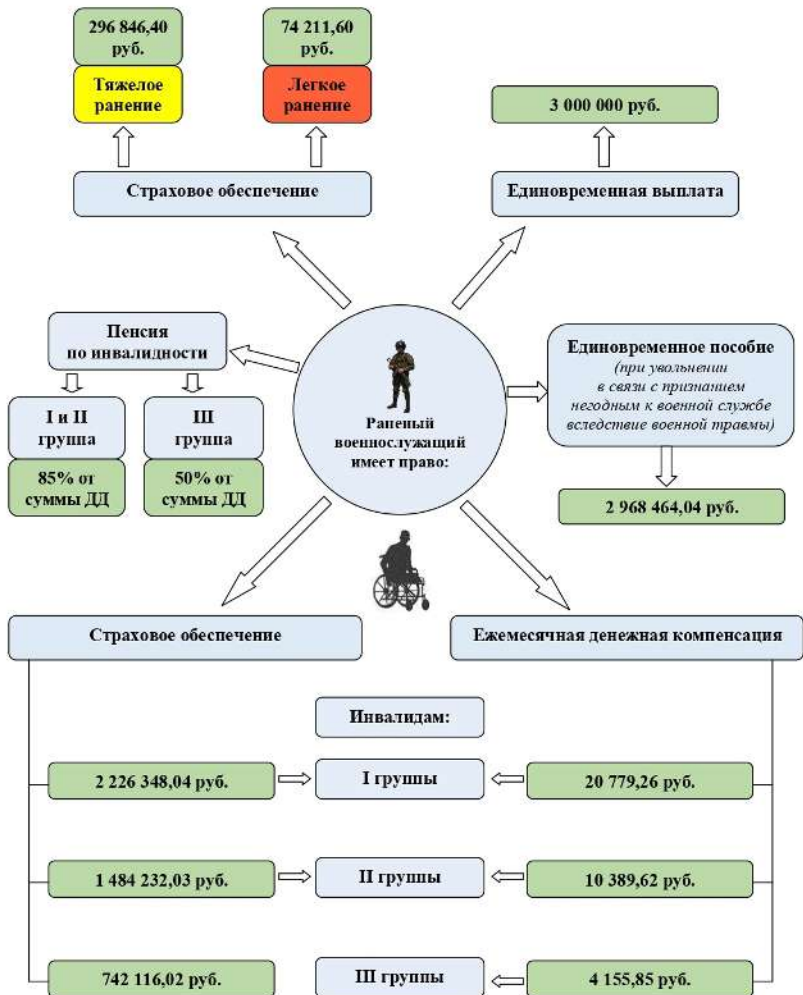 296 846,40
руб.
Тяжелое
ранение
74 211,60
руб.
Легкое
ранение
3 000 000 руб.
Страховое обеспечение
Единовременная выплата
Пенсия
по инвалидности
I и II
группа
85% от
суммы ДД
III
группа
50% от
суммы ДД
Раненый
военнослужащий
имеет право:
Единовременное пособие
(при увольнении
в связи с признанием
негодным к военной службе
вследствие военной травмы)
2 968 464,04 руб.
Страховое обеспечение
Ежемесячная денежная компенсация
Инвалидам:
2 226 348,04 руб.
I группы
20 779,26 руб.
1 484 232,03 руб.
II группы
10 389,62 руб.
742 116,02 руб.
III группы
4 155,85 руб.